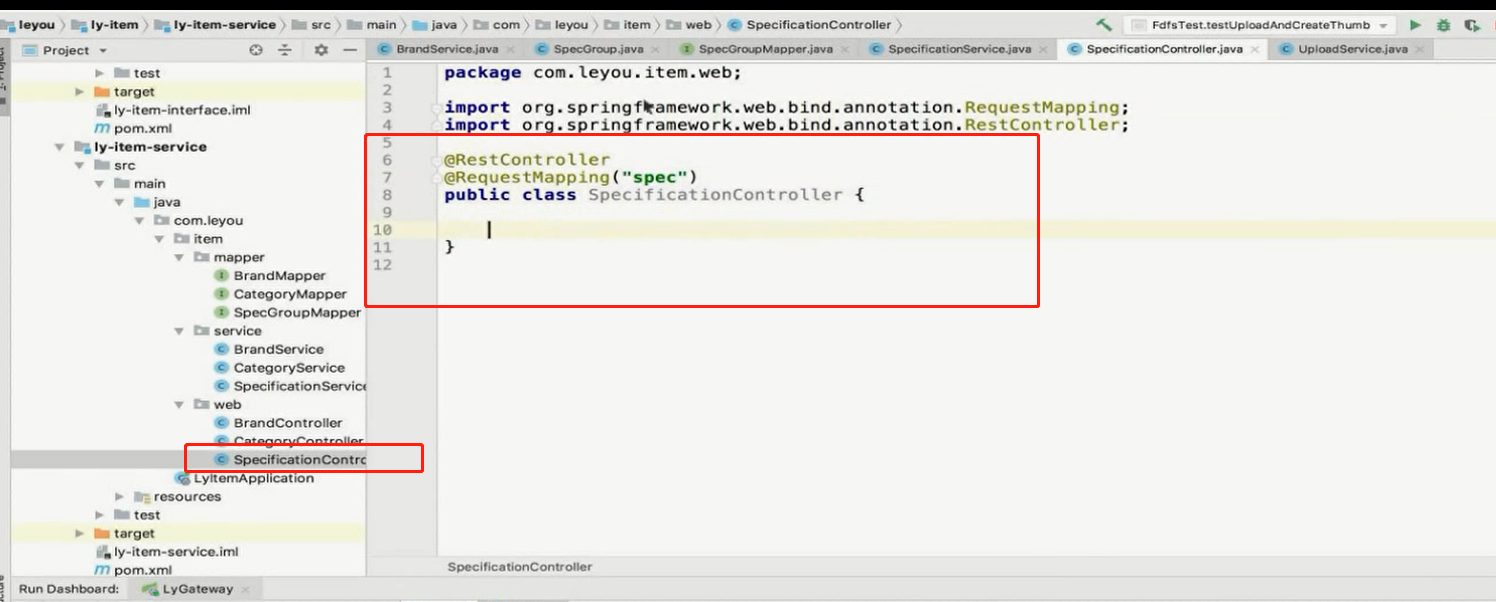 leyou ly-item ly-item-service src main java com leyou item web SpecificationController FdfsTest.testUploadAndCreateThumb
Project BrandService.java SpecGroup.java SpecGroupMapper.java SpecificationService.java SpecificationController.java UploadService.java
test
target
ly-item-interface.iml
pom.xml
ly-item-service
src
main
java
com.leyou
item
mapper
BrandMapper
CategoryMapper
SpecGroupMapper
service
BrandService
CategoryService
SpecificationService
web
BrandController
CategoryController
SpecificationContro
LyItemApplication
resources
test
target
ly-item-service.iml
pom.xml
1 package com.leyou.item.web;
2
3 import org.springframework.web.bind.annotation.RequestMapping;
4 import org.springframework.web.bind.annotation.RestController;
5
6 @RestController
7 @RequestMapping("spec")
8 public class SpecificationController {
9
10
11 }
12
SpecificationController
Run Dashboard: LyGateway